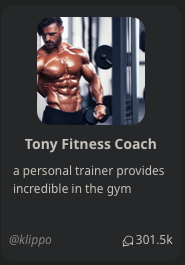 Tony Fitness Coach
a personal trainer provides
incredible in the gym
@klippo
301.5k